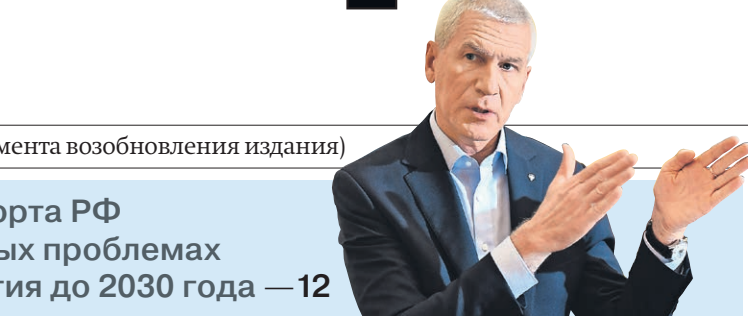 мента возобновления издания)
орта РФ
ых проблемах
тия до 2030 года —12